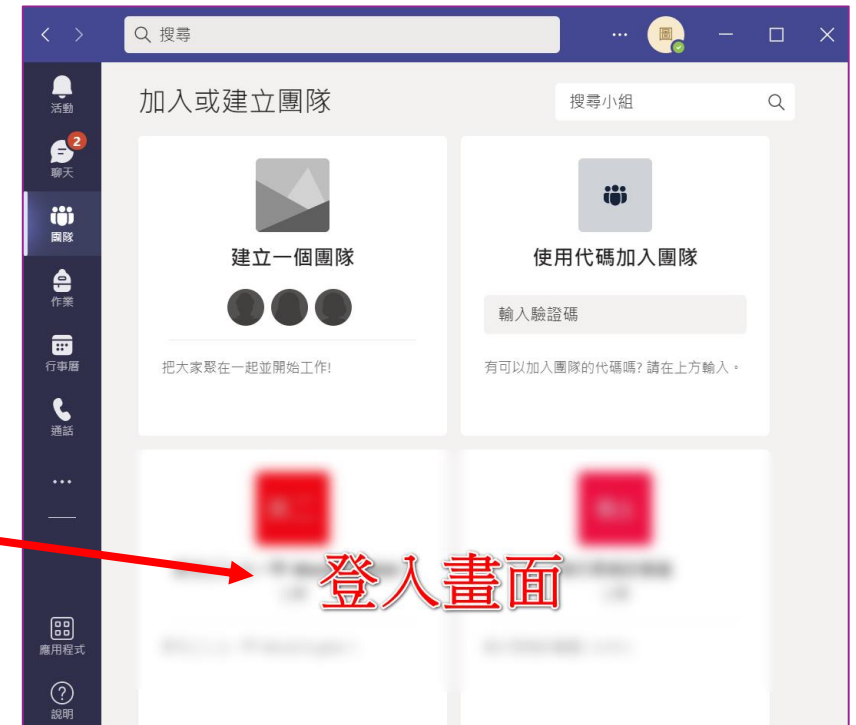 搜尋
圖
活動
2
聊天
團隊
作業
行事曆
通話
應用程式
說明
加入或建立團隊
搜尋小組
建立一個團隊
把大家聚在一起並開始工作!
使用代碼加入團隊
輸入驗證碼
有可以加入團隊的代碼嗎? 請在上方輸入。
登入畫面